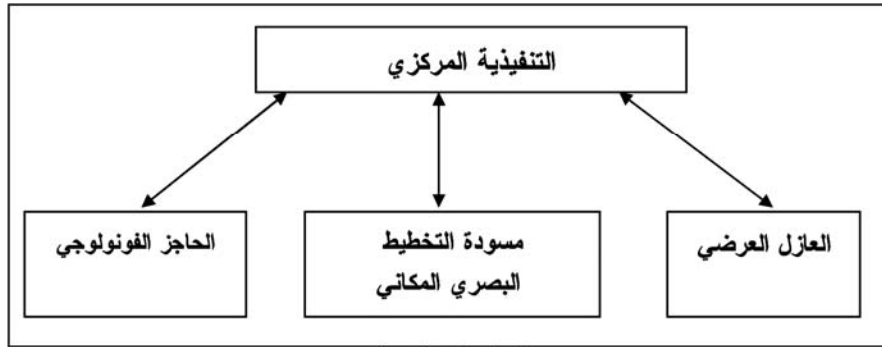 التنفيذية المركزي
العازل العرضي
مسودة التخطيط
البصري المكاني
الحاجز الفونولوجي